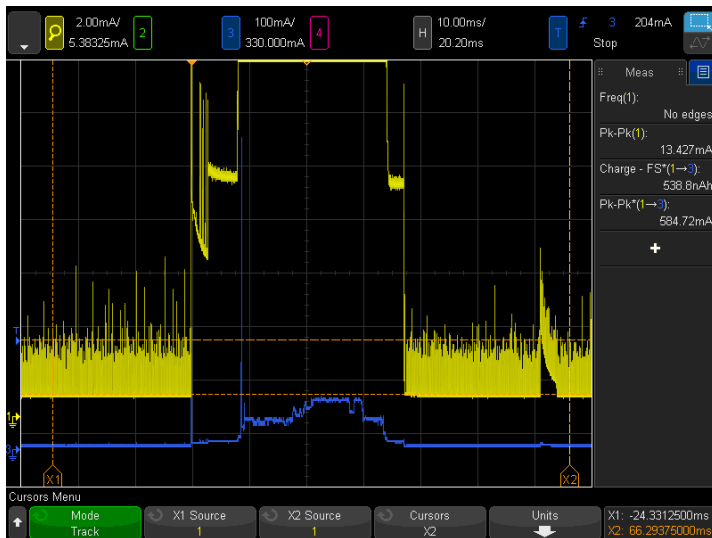 2.00mA/
5.38325mA
2
3
100mA/
330.000mA
4
H
10.00ms/
20.20ms
T
3
204mA
Stop
Meas
Freq(1):
No edges
Pk-Pk(1):
13.427mA
Charge - FS*(1→3):
538.8nAh
Pk-Pk*(1→3):
584.72mA
+
T
1
3
X1
X2
Cursors Menu
Mode
Track
X1 Source
1
X2 Source
1
Cursors
X2
Units
X1: -24.3312500ms
X2: 66.29375000ms